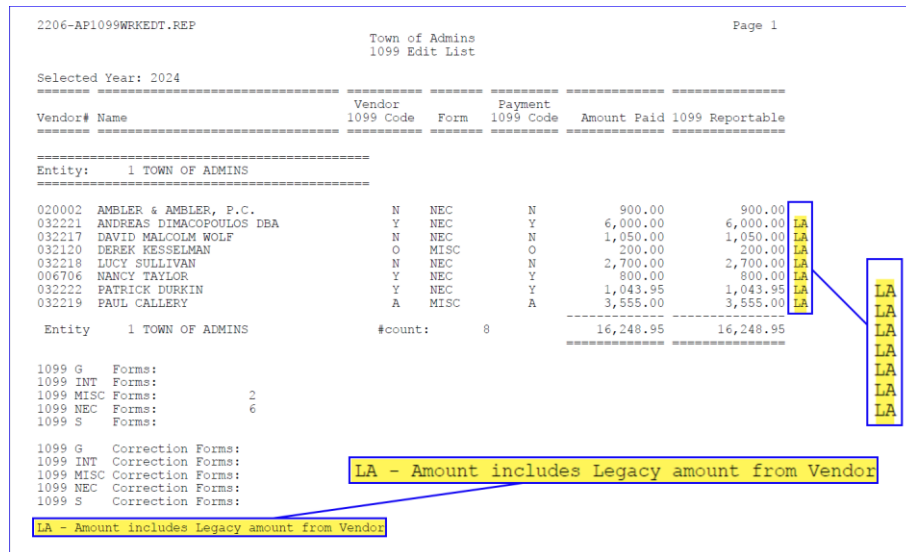 2206-AP1099WRKEDT.REP Page 1
Town of Admins
1099 Edit List
Selected Year: 2024
Vendor Payment
Vendor# Name 1099 Code Form 1099 Code Amount Paid 1099 Reportable
Entity: 1 TOWN OF ADMINS
020002 AMBLER & AMBLER, P.C. N NEC N 900.00 900.00
032221 ANDREAS DIMACOPOULOS DBA Y NEC Y 6,000.00 6,000.00 LA
032217 DAVID MALCOLM WOLF N NEC N 1,050.00 1,050.00 LA
032120 DEREK KESSELMAN O MISC O 200.00 200.00 LA
032218 LUCY SULLIVAN N NEC N 2,700.00 2,700.00 LA
006706 NANCY TAYLOR Y NEC Y 800.00 800.00 LA
032222 PATRICK DURKIN Y NEC Y 1,043.95 1,043.95 LA
032219 PAUL CALLERY A MISC A 3,555.00 3,555.00 LA
Entity 1 TOWN OF ADMINS #count: 8 16,248.95 16,248.95
LA
LA
LA
LA
LA
LA
LA
1099 G Forms:
1099 INT Forms:
1099 MISC Forms: 2
1099 NEC Forms: 6
1099 S Forms:
1099 G Correction Forms:
1099 INT Correction Forms:
1099 MISC Correction Forms:
1099 NEC Correction Forms:
1099 S Correction Forms:
LA - Amount includes Legacy amount from Vendor
LA - Amount includes Legacy amount from Vendor